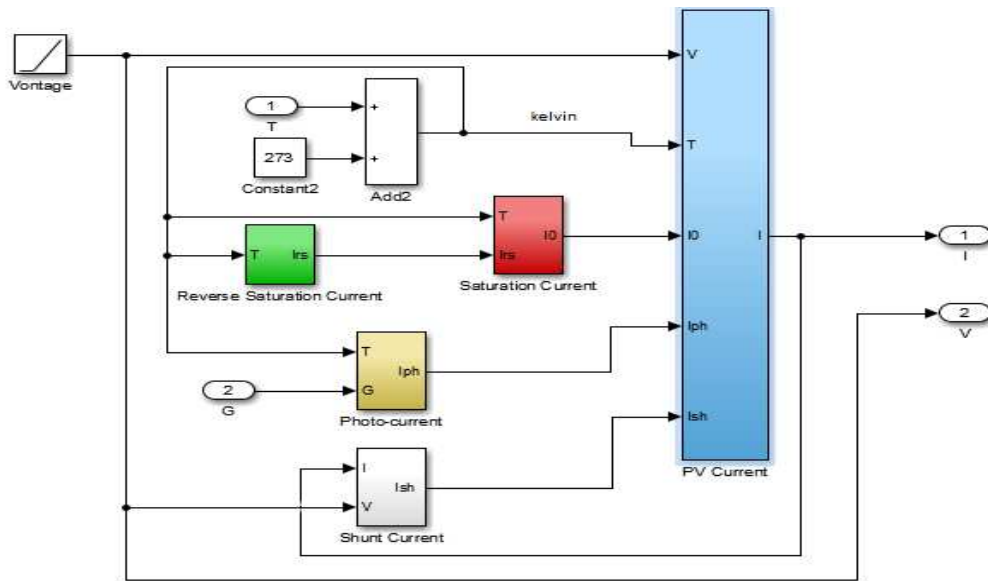 V
Vontage
1
T
+
273
+
Constant2
Add2
kelvin
T
T
I0
Irs
Saturation Current
T
Irs
Reverse Saturation Current
I0
I
1
I
T
Iph
G
Photo-current
2
G
Iph
2
V
I
Ish
V
Shunt Current
Ish
PV Current